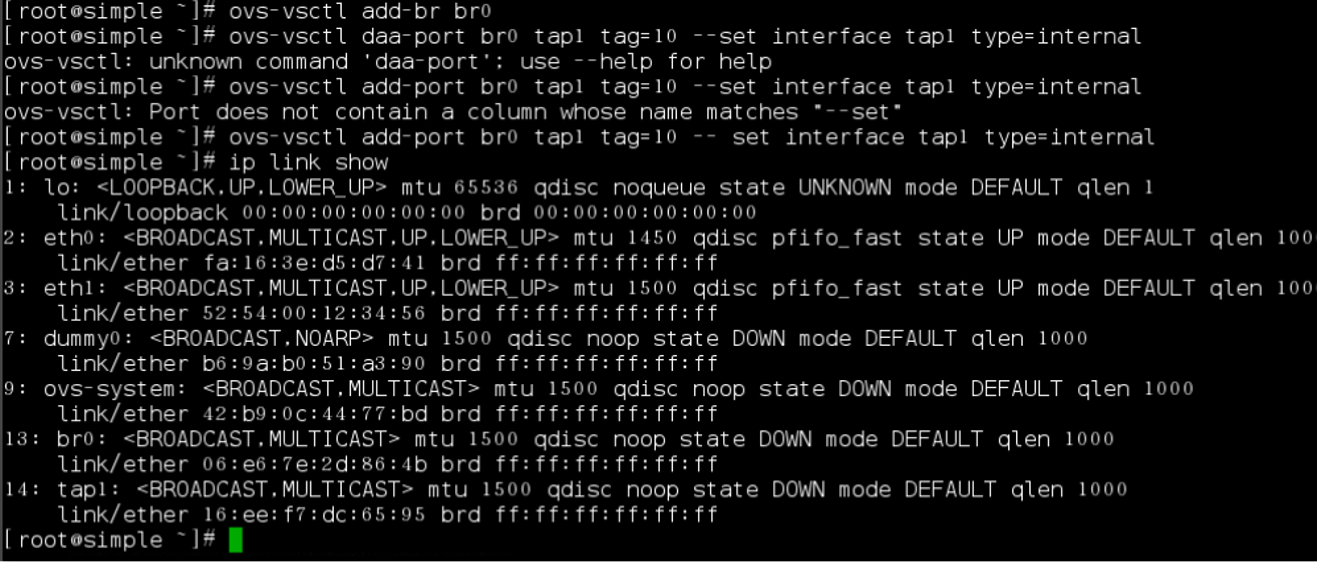 [root@simple ~]# ovs-vsctl add-br br0
[root@simple ~]# ovs-vsctl daa-port br0 tap1 tag=10 --set interface tap1 type=internal
ovs-vsctl: unknown command 'daa-port'; use --help for help
[root@simple ~]# ovs-vsctl add-port br0 tap1 tag=10 --set interface tap1 type=internal
ovs-vsctl: Port does not contain a column whose name matches "--set"
[root@simple ~]# ovs-vsctl add-port br0 tap1 tag=10 -- set interface tap1 type=internal
[root@simple ~]# ip link show
1: lo: <LOOPBACK,UP,LOWER_UP> mtu 65536 qdisc noqueue state UNKNOWN mode DEFAULT qlen 1
    link/loopback 00:00:00:00:00:00 brd 00:00:00:00:00:00
2: eth0: <BROADCAST,MULTICAST,UP,LOWER_UP> mtu 1450 qdisc pfifo_fast state UP mode DEFAULT qlen 100
    link/ether fa:16:3e:d5:d7:41 brd ff:ff:ff:ff:ff:ff
3: eth1: <BROADCAST,MULTICAST,UP,LOWER_UP> mtu 1500 qdisc pfifo_fast state UP mode DEFAULT qlen 100
    link/ether 52:54:00:12:34:56 brd ff:ff:ff:ff:ff:ff
7: dummy0: <BROADCAST,NOARP> mtu 1500 qdisc noop state DOWN mode DEFAULT qlen 1000
    link/ether b6:9a:b0:51:a3:90 brd ff:ff:ff:ff:ff:ff
9: ovs-system: <BROADCAST,MULTICAST> mtu 1500 qdisc noop state DOWN mode DEFAULT qlen 1000
    link/ether 42:b9:0c:44:77:bd brd ff:ff:ff:ff:ff:ff
13: br0: <BROADCAST,MULTICAST> mtu 1500 qdisc noop state DOWN mode DEFAULT qlen 1000
    link/ether 06:e6:7e:2d:86:4b brd ff:ff:ff:ff:ff:ff
14: tap1: <BROADCAST,MULTICAST> mtu 1500 qdisc noop state DOWN mode DEFAULT qlen 1000
    link/ether 16:ee:f7:dc:65:95 brd ff:ff:ff:ff:ff:ff
[root@simple ~]#